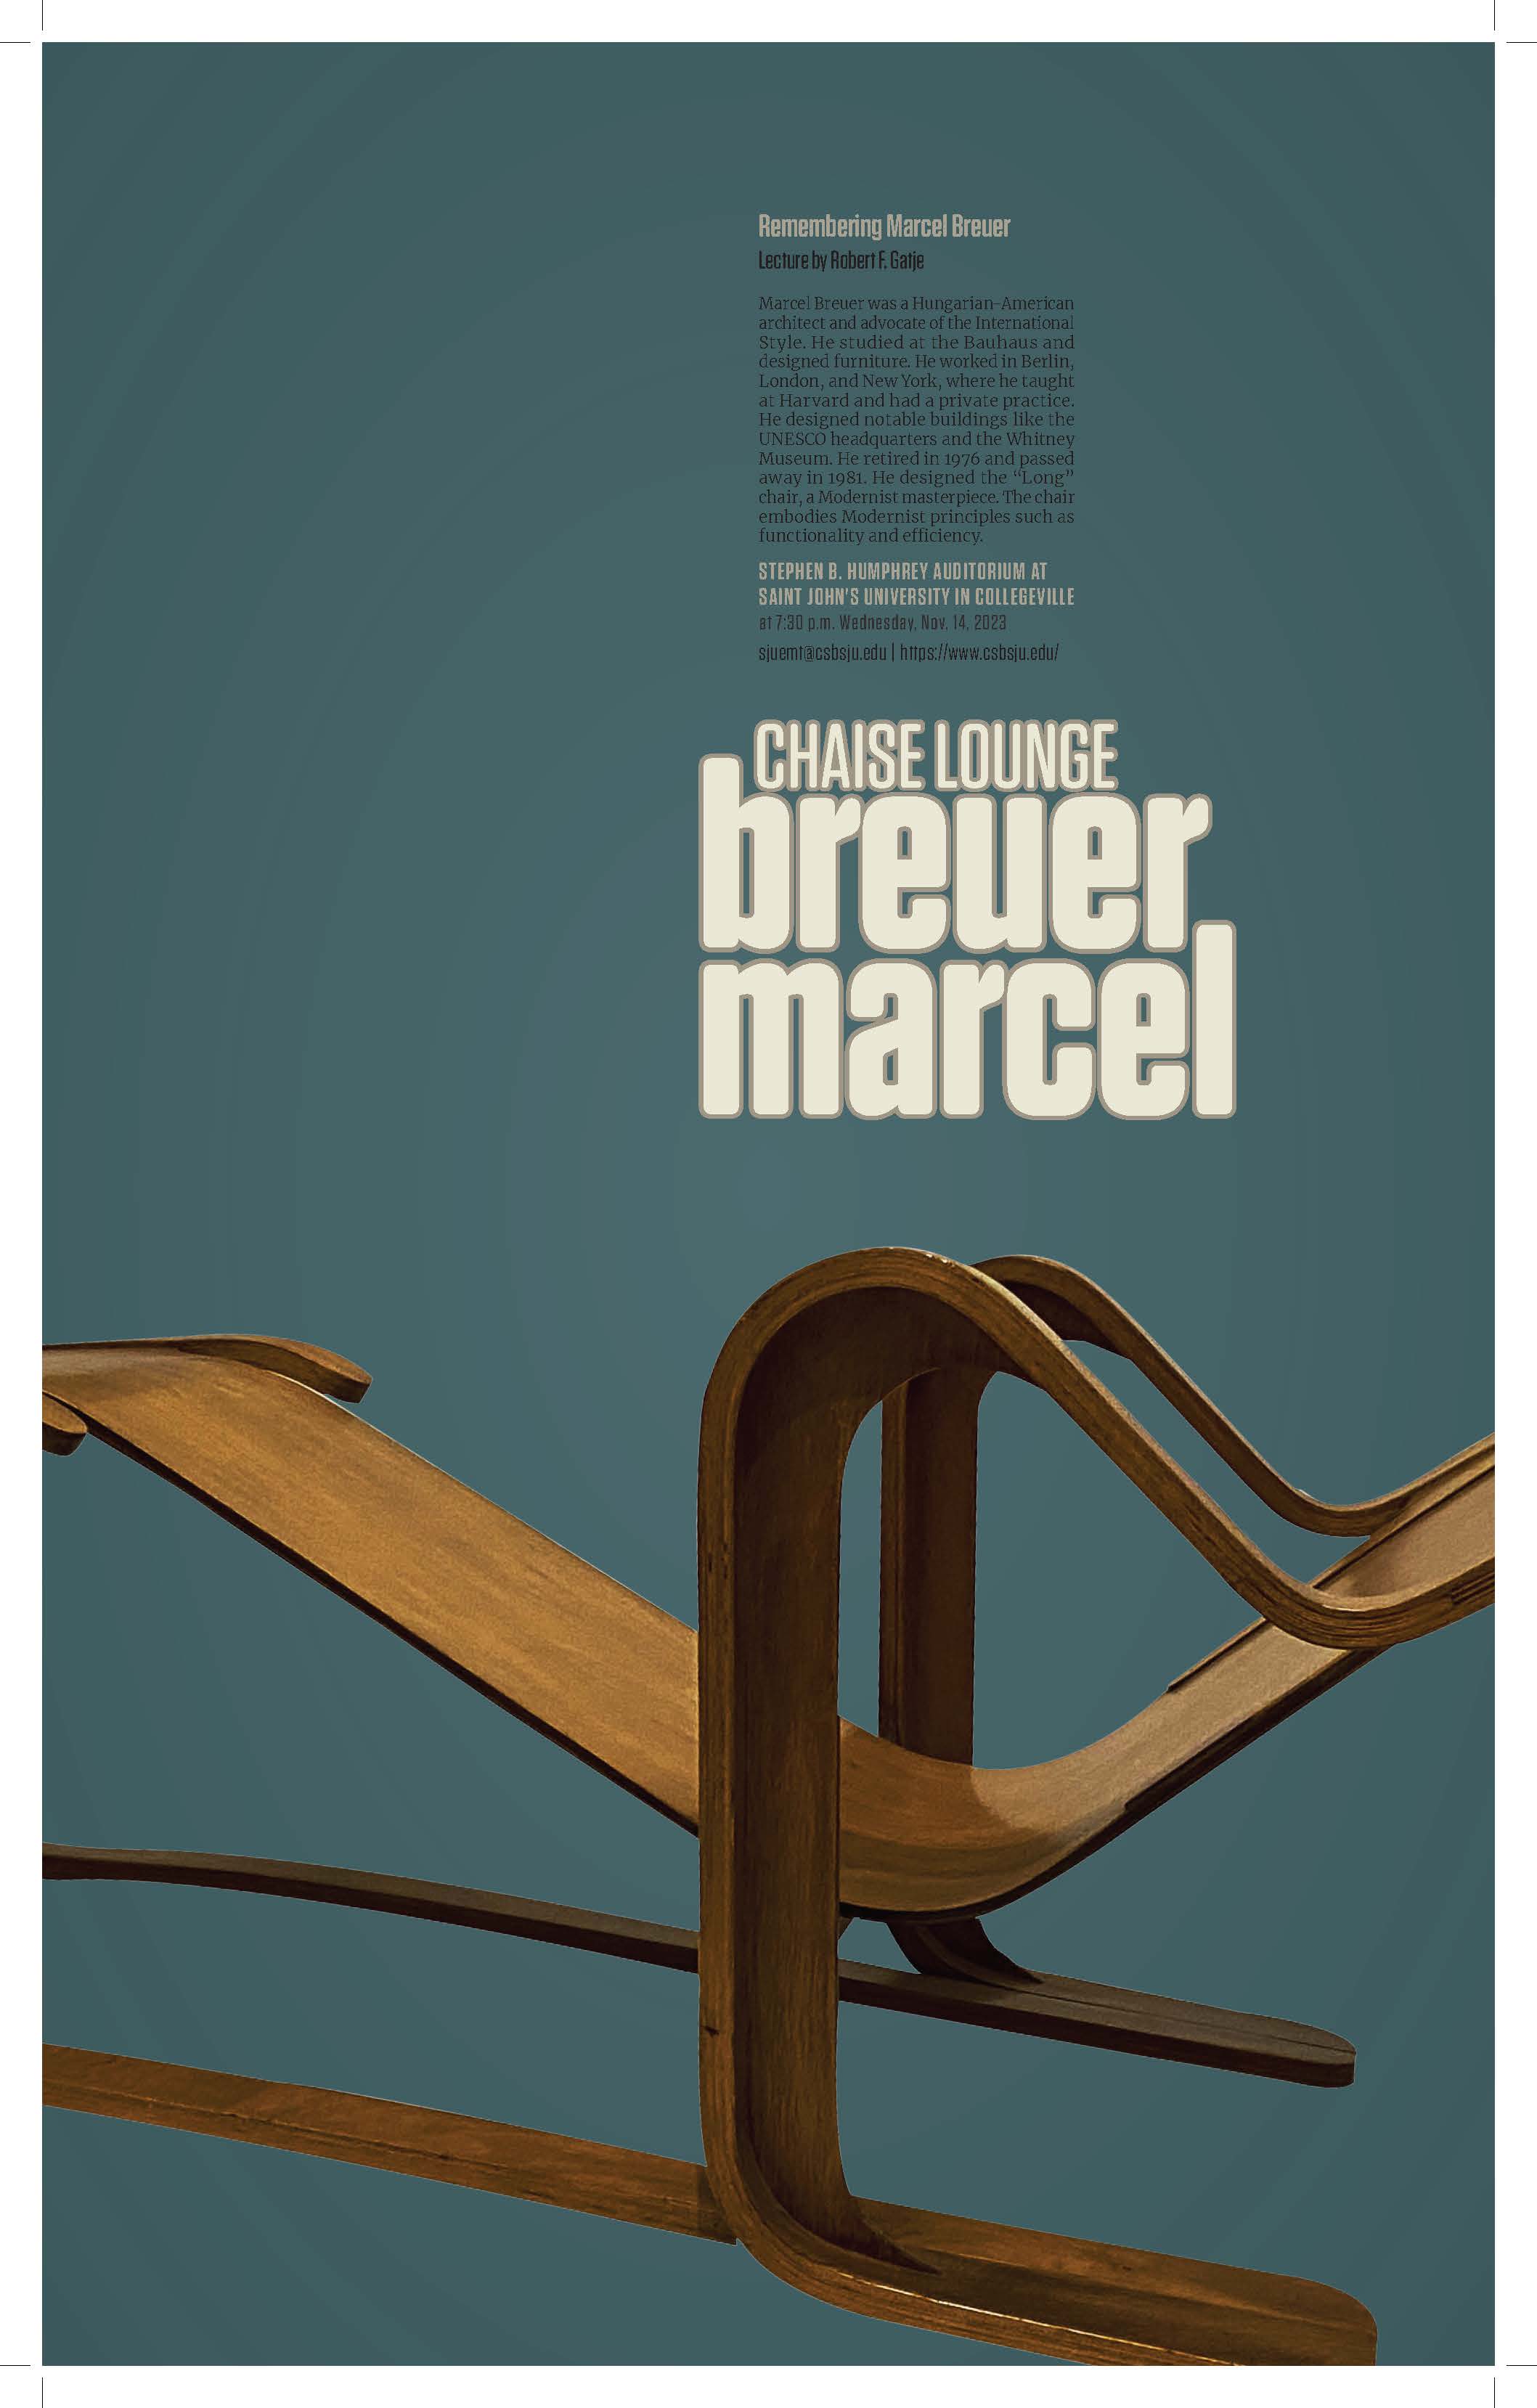 Remembering Marcel Breuer
Lecture by Robert F. Gatje
Marcel Breuer was a Hungarian-American
architect and advocate of the International
Style. He studied at the Bauhaus and
designed furniture. He worked in Berlin,
London, and New York, where he taught
at Harvard and had a private practice.
He designed notable buildings like the
UNESCO headquarters and the Whitney
Museum. He retired in 1976 and passed
away in 1981. He designed the “Long”
chair, a Modernist masterpiece. The chair
embodies Modernist principles such as
functionality and efficiency.
STEPHEN B. HUMPHREY AUDITORIUM AT
SAINT JOHN'S UNIVERSITY IN COLLEGEVILLE
at 7:30 p.m. Wednesday, Nov. 14, 2023
sjuemt@csbsju.edu | https://www.csbsju.edu/
CHAISE LOUNGE
breuer
marcel